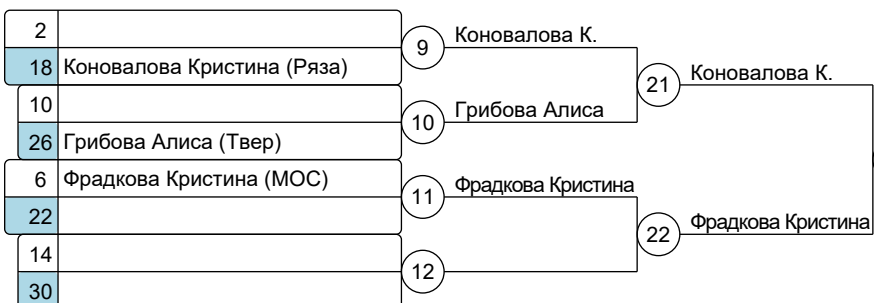 2
9
Коновалова К.
18 Коновалова Кристина (Ряза)
21
Коновалова К.
10
10
Грибова Алиса
26 Грибова Алиса (Твер)
6 Фрадкова Кристина (МОС)
11
Фрадкова Кристина
22
22
Фрадкова Кристина
14
12
30